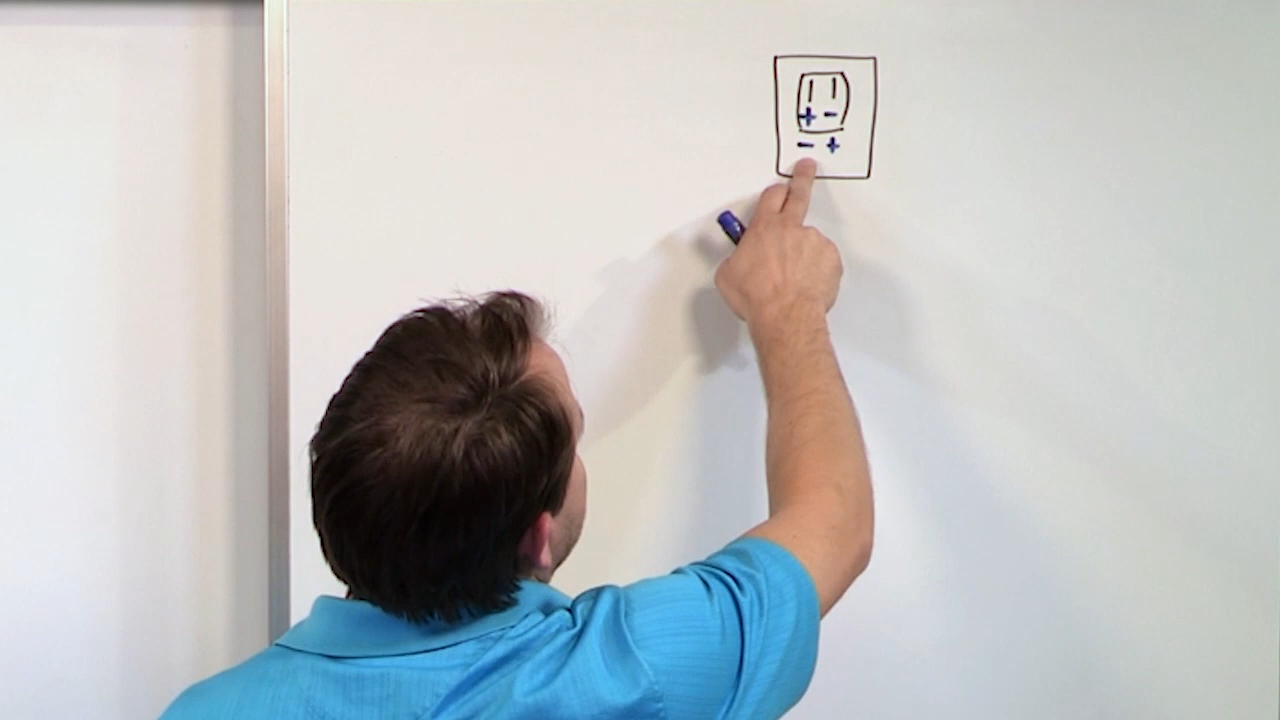 + -
- +